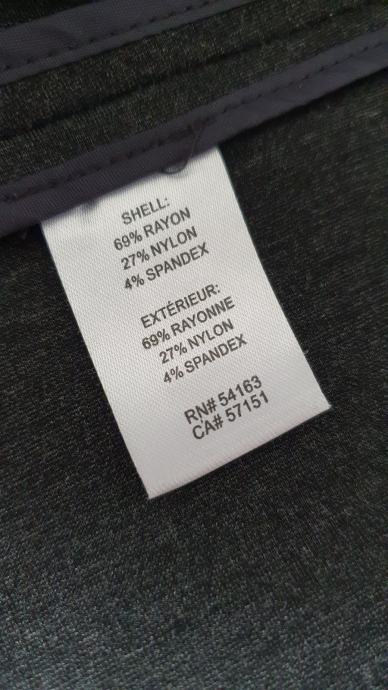 SHELL:
69% RAYON
27% NYLON
4% SPANDEX
EXTÉRIEUR:
69% RAYONNE
27% NYLON
4% SPANDEX
RN# 54163
CA# 57151